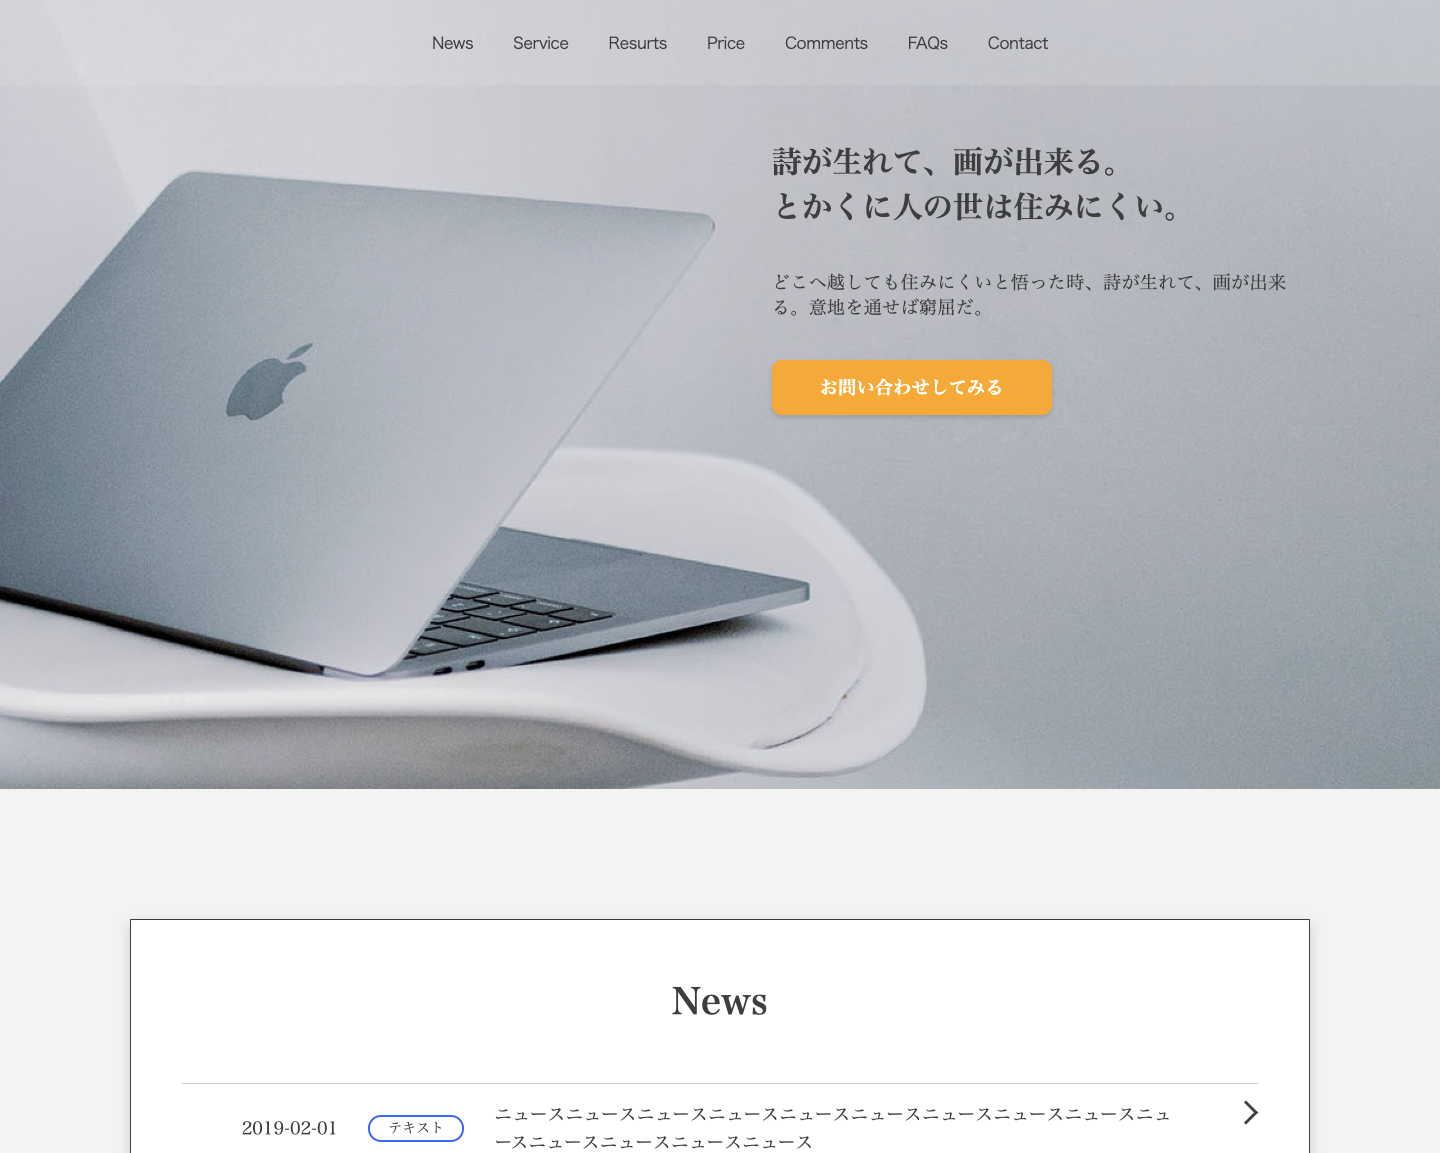 News Service Resurts Price Comments FAQs Contact
詩が生れて、画が出来る。
とかくに人の世は住みにくい。
どこへ越しても住みにくいと悟った時、詩が生れて、画が出来
る。意地を通せば窮屈だ。
お問い合わせしてみる
News
2019-02-01 テキスト ニュースニュースニュースニュースニュースニュースニュースニュースニュースニュ
ースニュースニュースニュースニュース